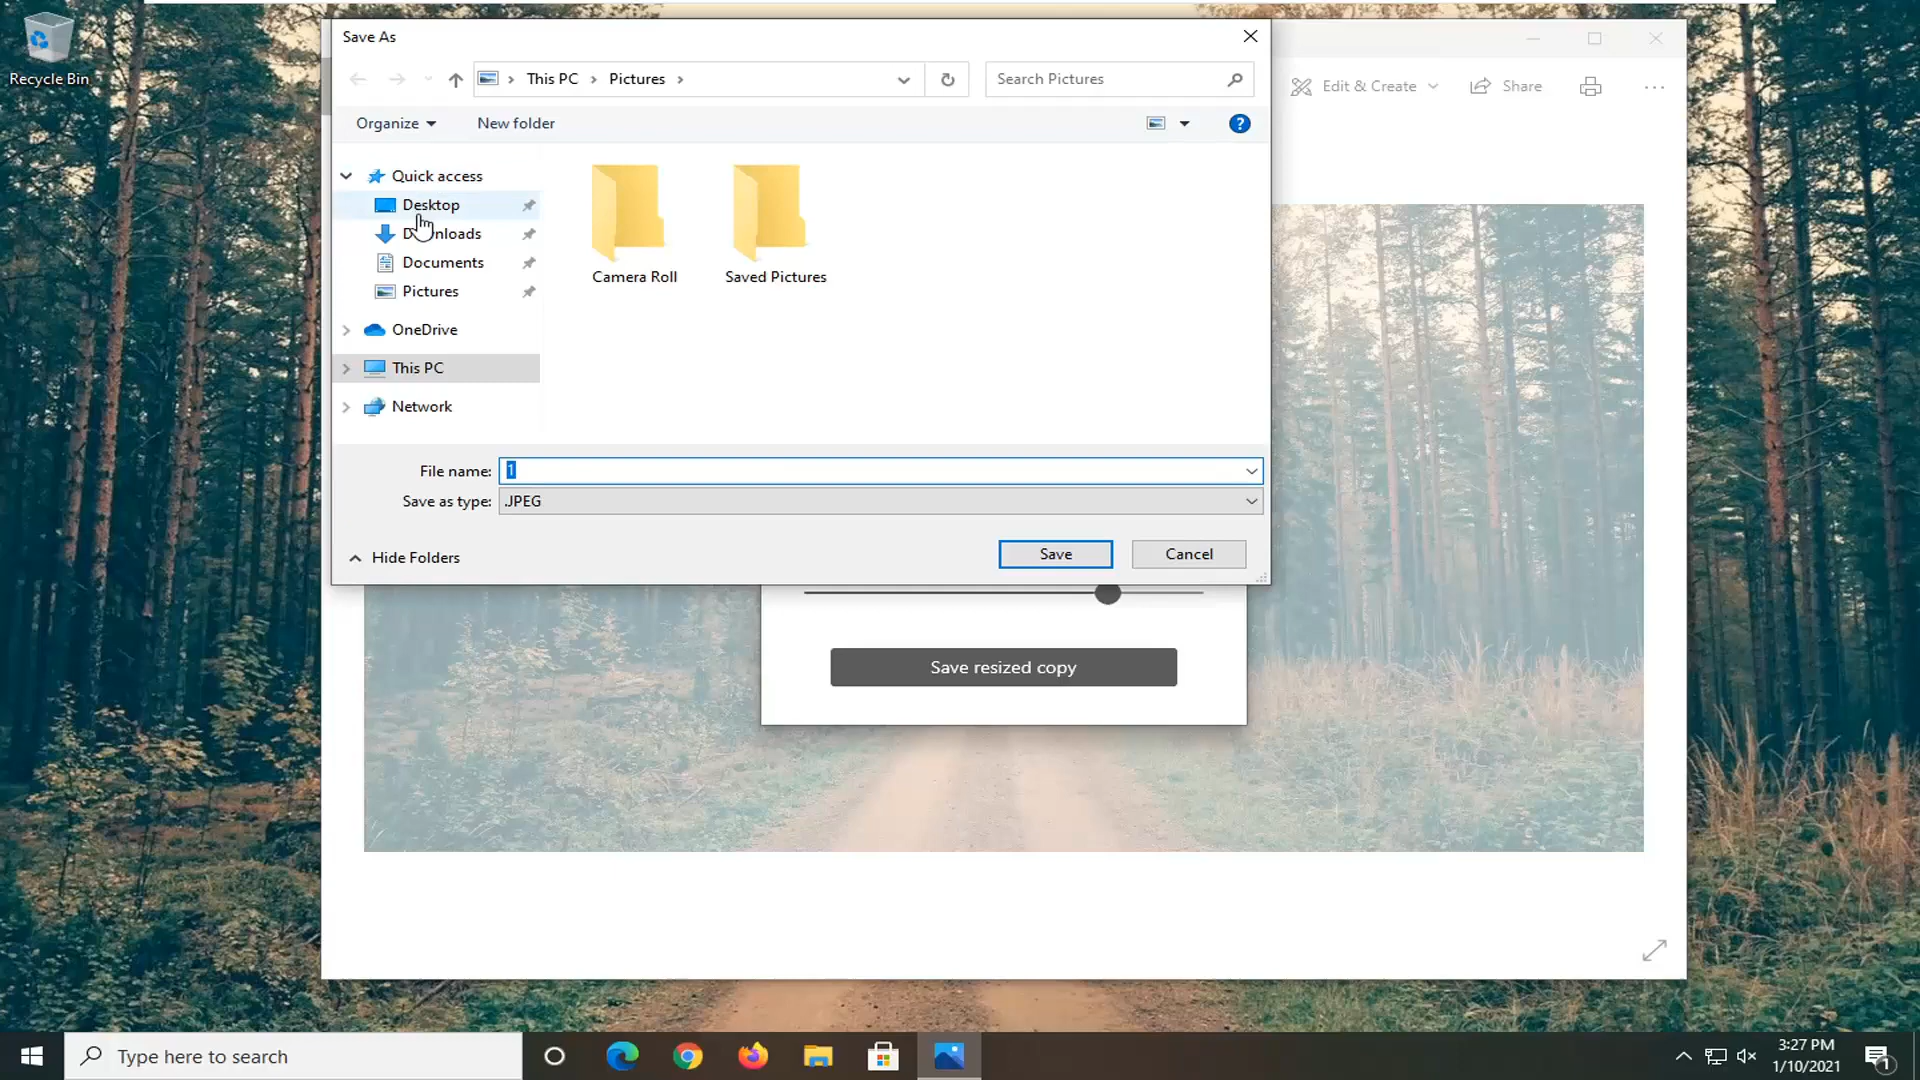 Recycle Bin
Save As
This PC
Pictures
Search Pictures
Edit & Create
Share
Organize
New folder
Quick access
Desktop
Documents
Pictures
OneDrive
This PC
Network
Camera Roll
Saved Pictures
File name: 1
Save as type: .JPEG
Hide Folders
Save
Cancel
Save resized copy
Type here to search
3:27 PM
1/10/2021
1